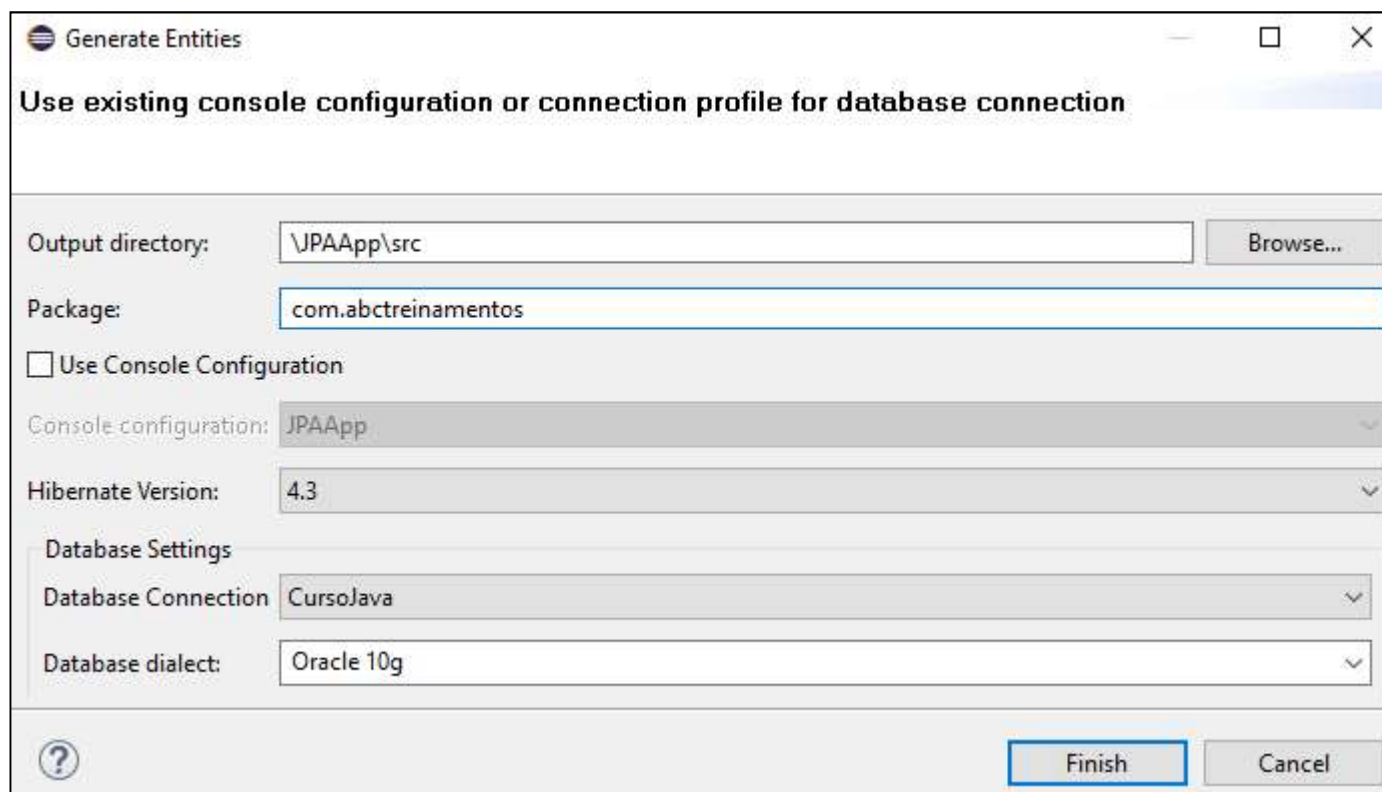 Generate Entities
Use existing console configuration or connection profile for database connection
Output directory: \JPAApp\src Browse...
Package: com.abctreinamentos
Use Console Configuration
Console configuration: JPAApp
Hibernate Version: 4.3
Database Settings
Database Connection CursoJava
Database dialect: Oracle 10g
? Finish Cancel